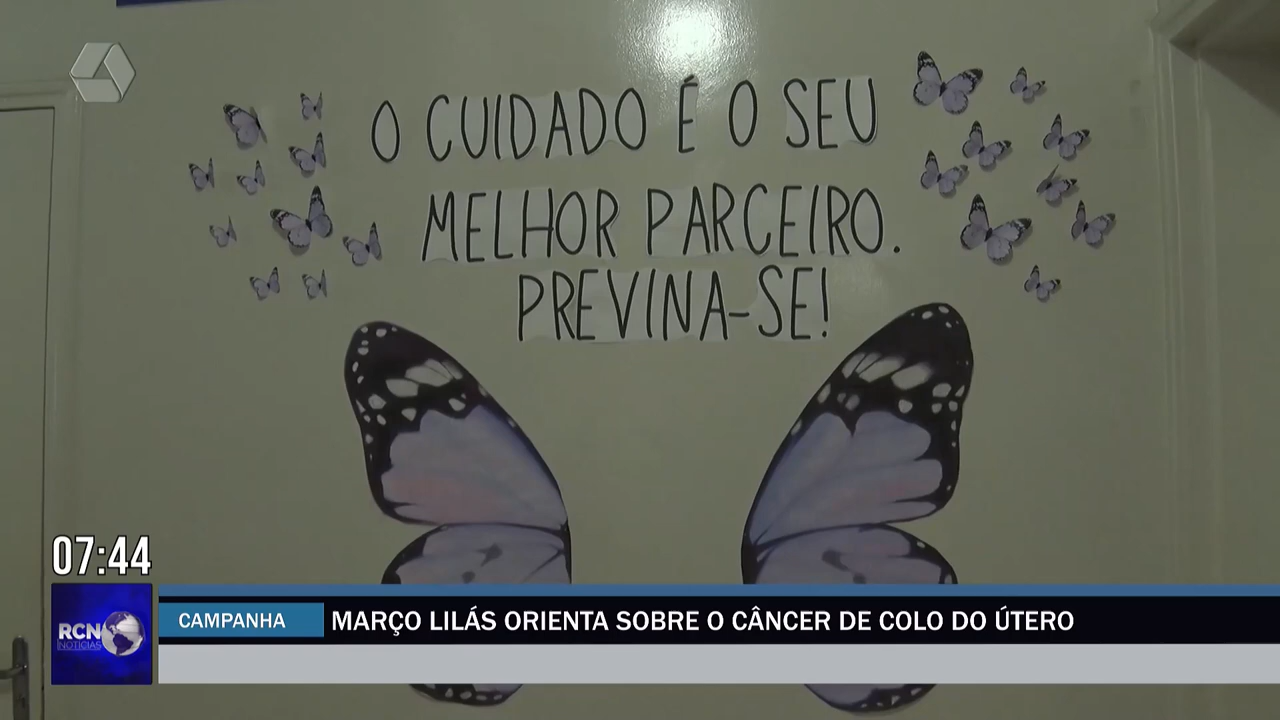 O CUIDADO É O SEU
MELHOR PARCEIRO.
PREVINA-SE!
07:44
RCN
NOTÍCIAS
CAMPANHA
MARÇO LILÁS ORIENTA SOBRE O CÂNCER DE COLO DO ÚTERO